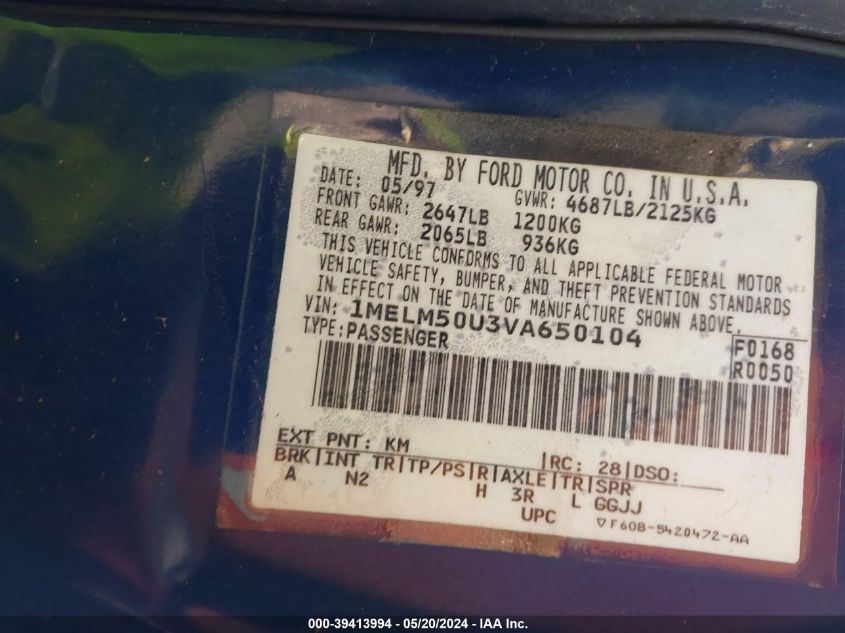 MFD. BY FORD MOTOR CO. IN U.S.A.
DATE: 05/97 GVWR: 4687LB/2125KG
FRONT GAWR: 2647LB 1200KG
REAR GAWR: 2065LB 936KG
THIS VEHICLE CONFORMS TO ALL APPLICABLE FEDERAL MOTOR
VEHICLE SAFETY, BUMPER, AND THEFT PREVENTION STANDARDS
IN EFFECT ON THE DATE OF MANUFACTURE SHOWN ABOVE.
VIN: 1MELM50U3VA650104
TYPE: PASSENGER
F0168
R0050
EXT PNT: KM |RC: 28|DSO:
BRK|INT TR|TP/PS|R|AXLE|TR|SPR
A N2 H 3R L GGJJ
UPC ▽F60B-5420472-AA
000-39413994 - 05/20/2024 - IAA Inc.